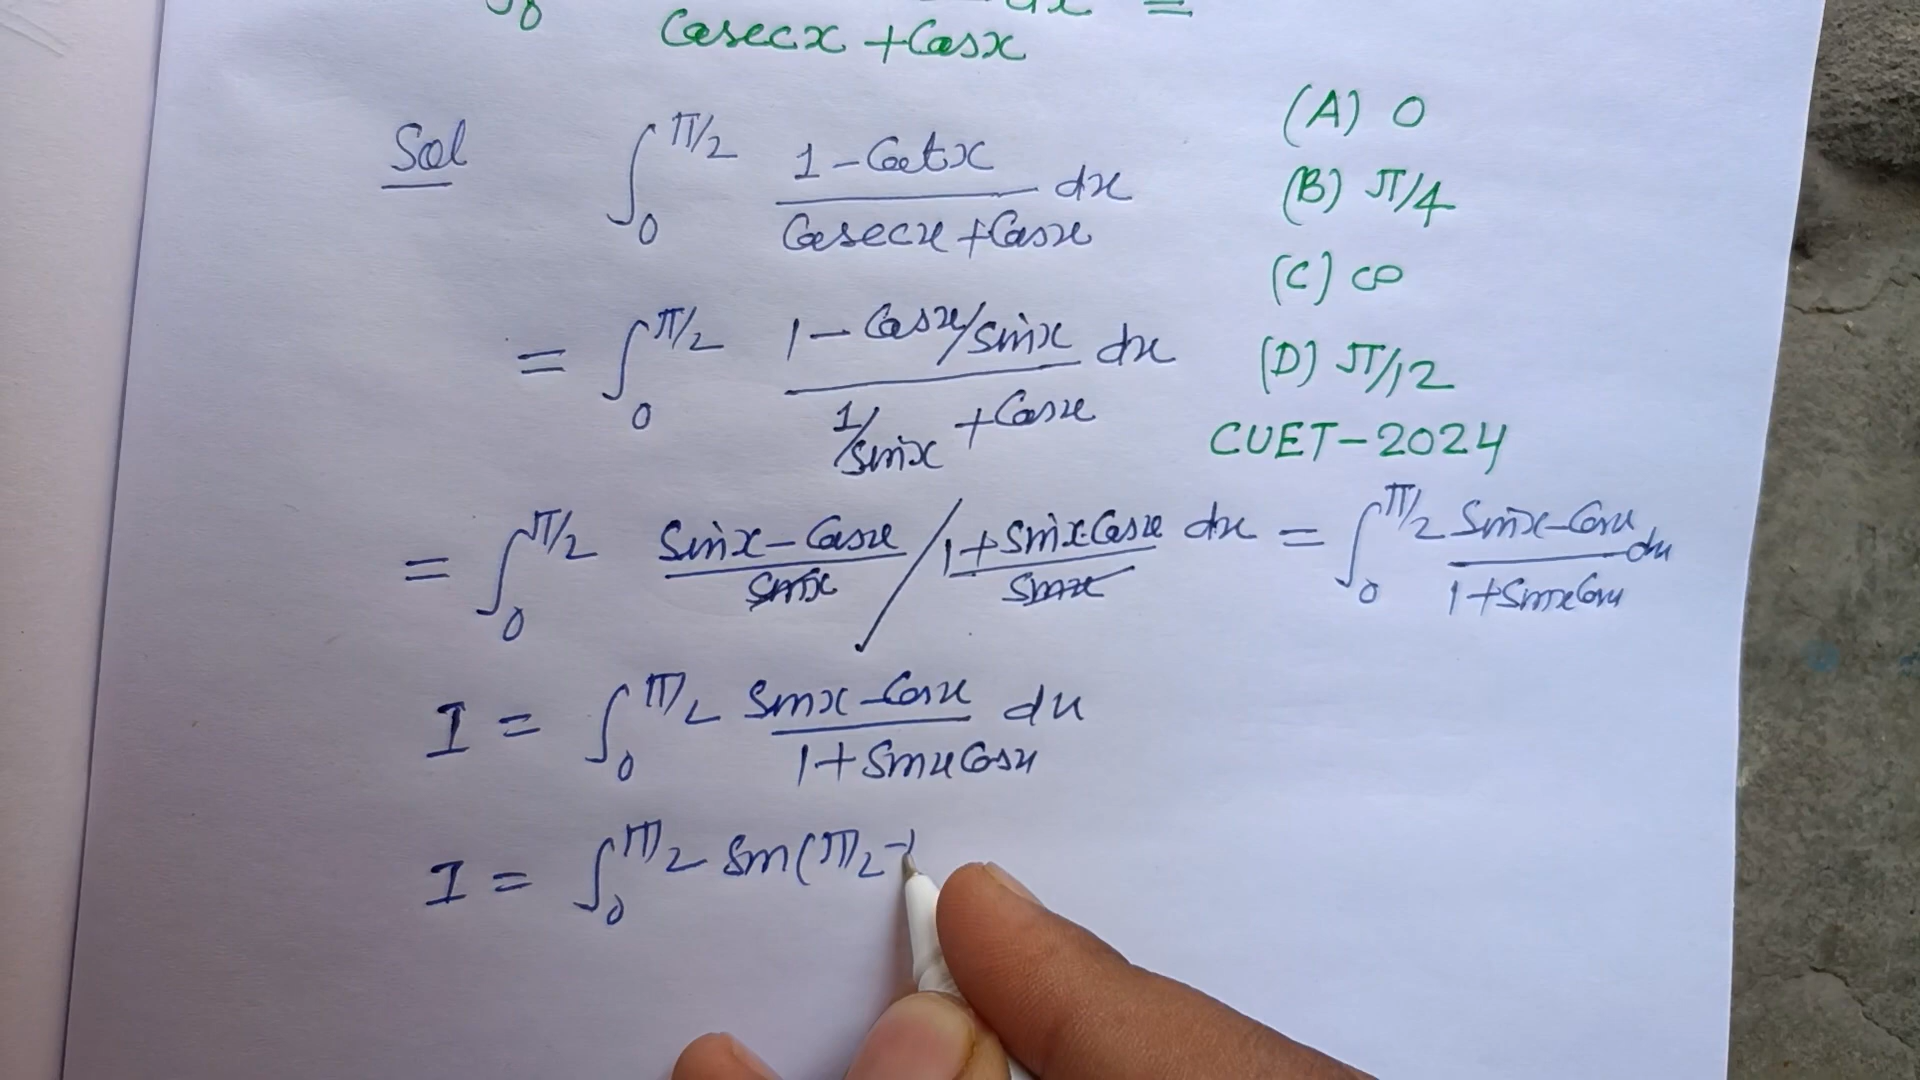 Cosecx + Cosx
Sol ∫₀^π/2 (1 - Cotx)/(Cosecx + Cosx) dx
(A) 0
(B) π/4
(C) ∞
(D) π/12
CUET-2024
= ∫₀^π/2 (1 - Cosx/sinx)/(1/sinx + Cosx) dx
= ∫₀^π/2 (Sinx - Cosx)/sinx / (1 + sinx.Cosx)/sinx dx = ∫₀^π/2 (Sinx - Cosx)/(1 + SinxCosx) dx
I = ∫₀^π/2 (Sinx - Cosx)/(1 + SinxCosx) dx
I = ∫₀^π/2 Sin(π/2 -